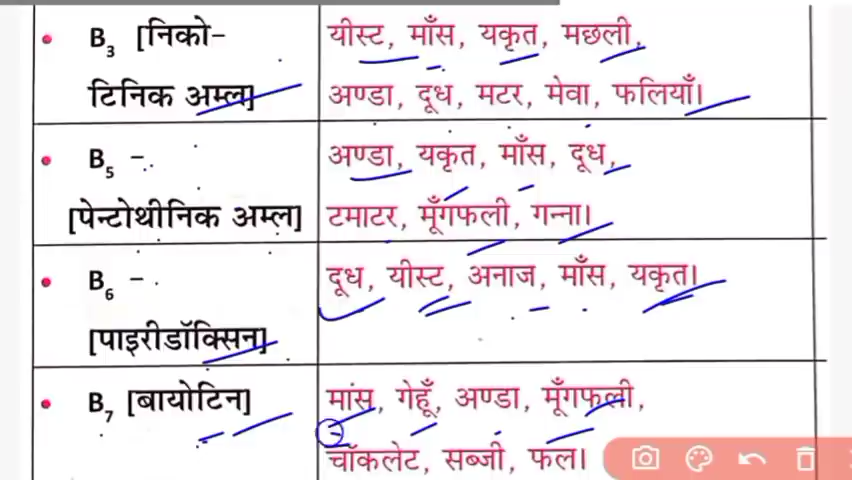 • B₃ [निको- यीस्ट, माँस, यकृत, मछली,
टिनिक अम्ल] अण्डा, दूध, मटर, मेवा, फलियाँ।
• B₅ - अण्डा, यकृत, माँस, दूध,
[पेन्टोथीनिक अम्ल] टमाटर, मूँगफली, गन्ना।
• B₆ - दूध, यीस्ट, अनाज, माँस, यकृत।
[पाइरीडॉक्सिन]
• B₇ [बायोटिन] मांस, गेहूँ, अण्डा, मूँगफली,
चॉकलेट, सब्जी, फल।